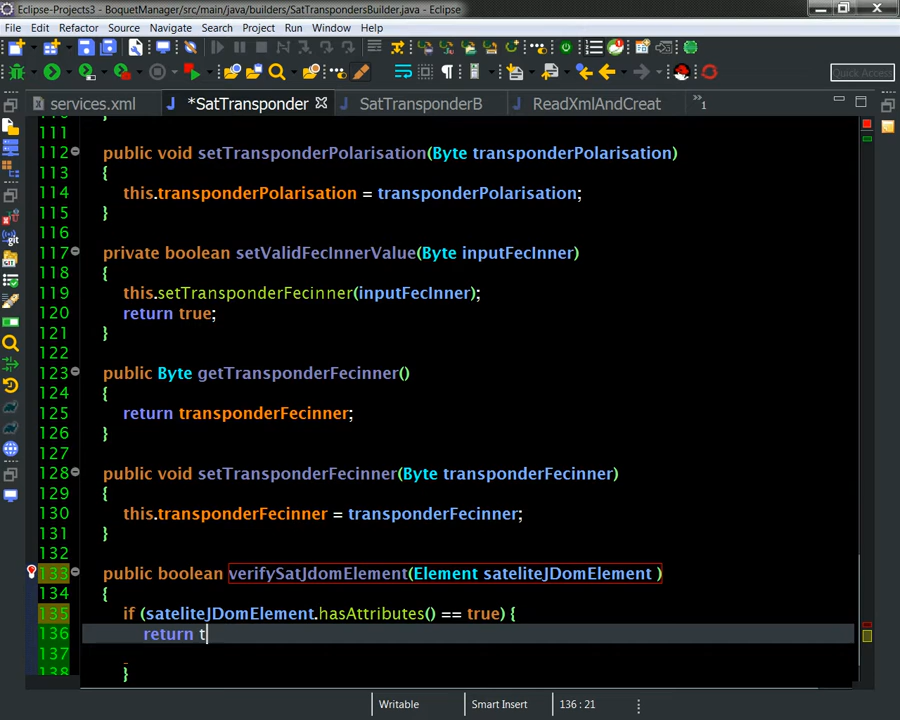 Eclipse-Projects3 - BoquetManager/src/main/java/builders/SatTranspondersBuilder.java - Eclipse
File Edit Refactor Source Navigate Search Project Run Window Help
Quick Access
services.xml *SatTransponder SatTransponderB ReadXmlAndCreat »1
111
112 public void setTransponderPolarisation(Byte transponderPolarisation)
113 {
114 this.transponderPolarisation = transponderPolarisation;
115 }
116
117 private boolean setValidFecInnerValue(Byte inputFecInner)
118 {
119 this.setTransponderFecinner(inputFecInner);
120 return true;
121 }
122
123 public Byte getTransponderFecinner()
124 {
125 return transponderFecinner;
126 }
127
128 public void setTransponderFecinner(Byte transponderFecinner)
129 {
130 this.transponderFecinner = transponderFecinner;
131 }
132
133 public boolean verifySatJdomElement(Element sateliteJDomElement )
134 {
135 if (sateliteJDomElement.hasAttributes() == true) {
136 return t
137
138 }
Writable Smart Insert 136 : 21